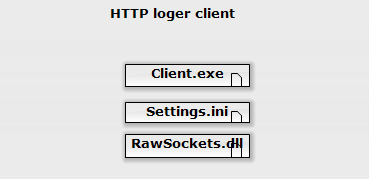 HTTP loger client
Client.exe
Settings.ini
RawSockets.dll